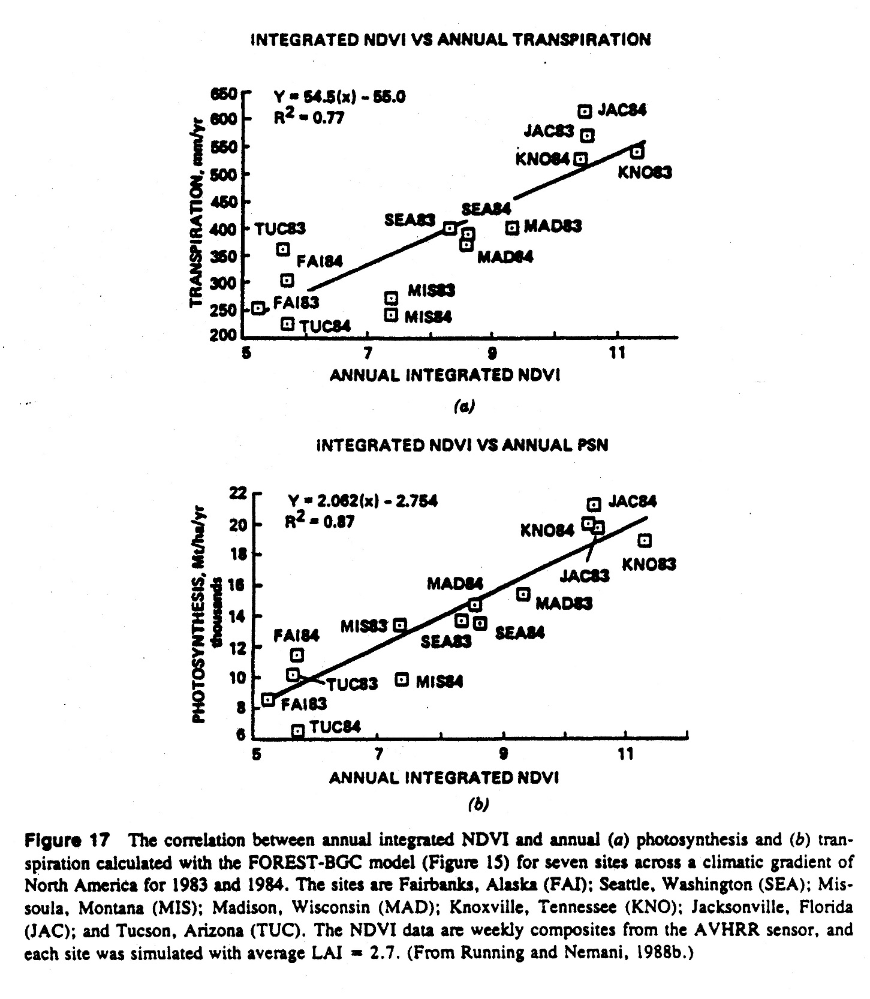 INTEGRATED NDVI VS ANNUAL TRANSPIRATION
Y = 54.5(x) - 55.0
R2 = 0.77
TRANSPIRATION, mm/yr
650
600
550
500
450
400
350
300
250
200
JAC84
JAC83
KNO84
KNO83
SEA84
SEA83
MAD83
TUC83
MAD84
FAI84
MIS83
FAI83
MIS84
TUC84
5 7 9 11
ANNUAL INTEGRATED NDVI
(a)
INTEGRATED NDVI VS ANNUAL PSN
Y = 2.062(x) - 2.754
R2 = 0.87
PHOTOSYNTHESIS, Mt/ha/yr
thousands
22
20
18
16
14
12
10
8
6
JAC84
KNO84
KNO83
JAC83
MAD84
MAD83
MIS83
SEA84
FAI84
SEA83
TUC83
MIS84
FAI83
TUC84
5 7 9 11
ANNUAL INTEGRATED NDVI
(b)
Figure 17 The correlation between annual integrated NDVI and annual (a) photosynthesis and (b) tran-
spiration calculated with the FOREST-BGC model (Figure 15) for seven sites across a climatic gradient of
North America for 1983 and 1984. The sites are Fairbanks, Alaska (FAI); Seattle, Washington (SEA); Mis-
soula, Montana (MIS); Madison, Wisconsin (MAD); Knoxville, Tennessee (KNO); Jacksonville, Florida
(JAC); and Tucson, Arizona (TUC). The NDVI data are weekly composites from the AVHRR sensor, and
each site was simulated with average LAI = 2.7. (From Running and Nemani, 1988b.)